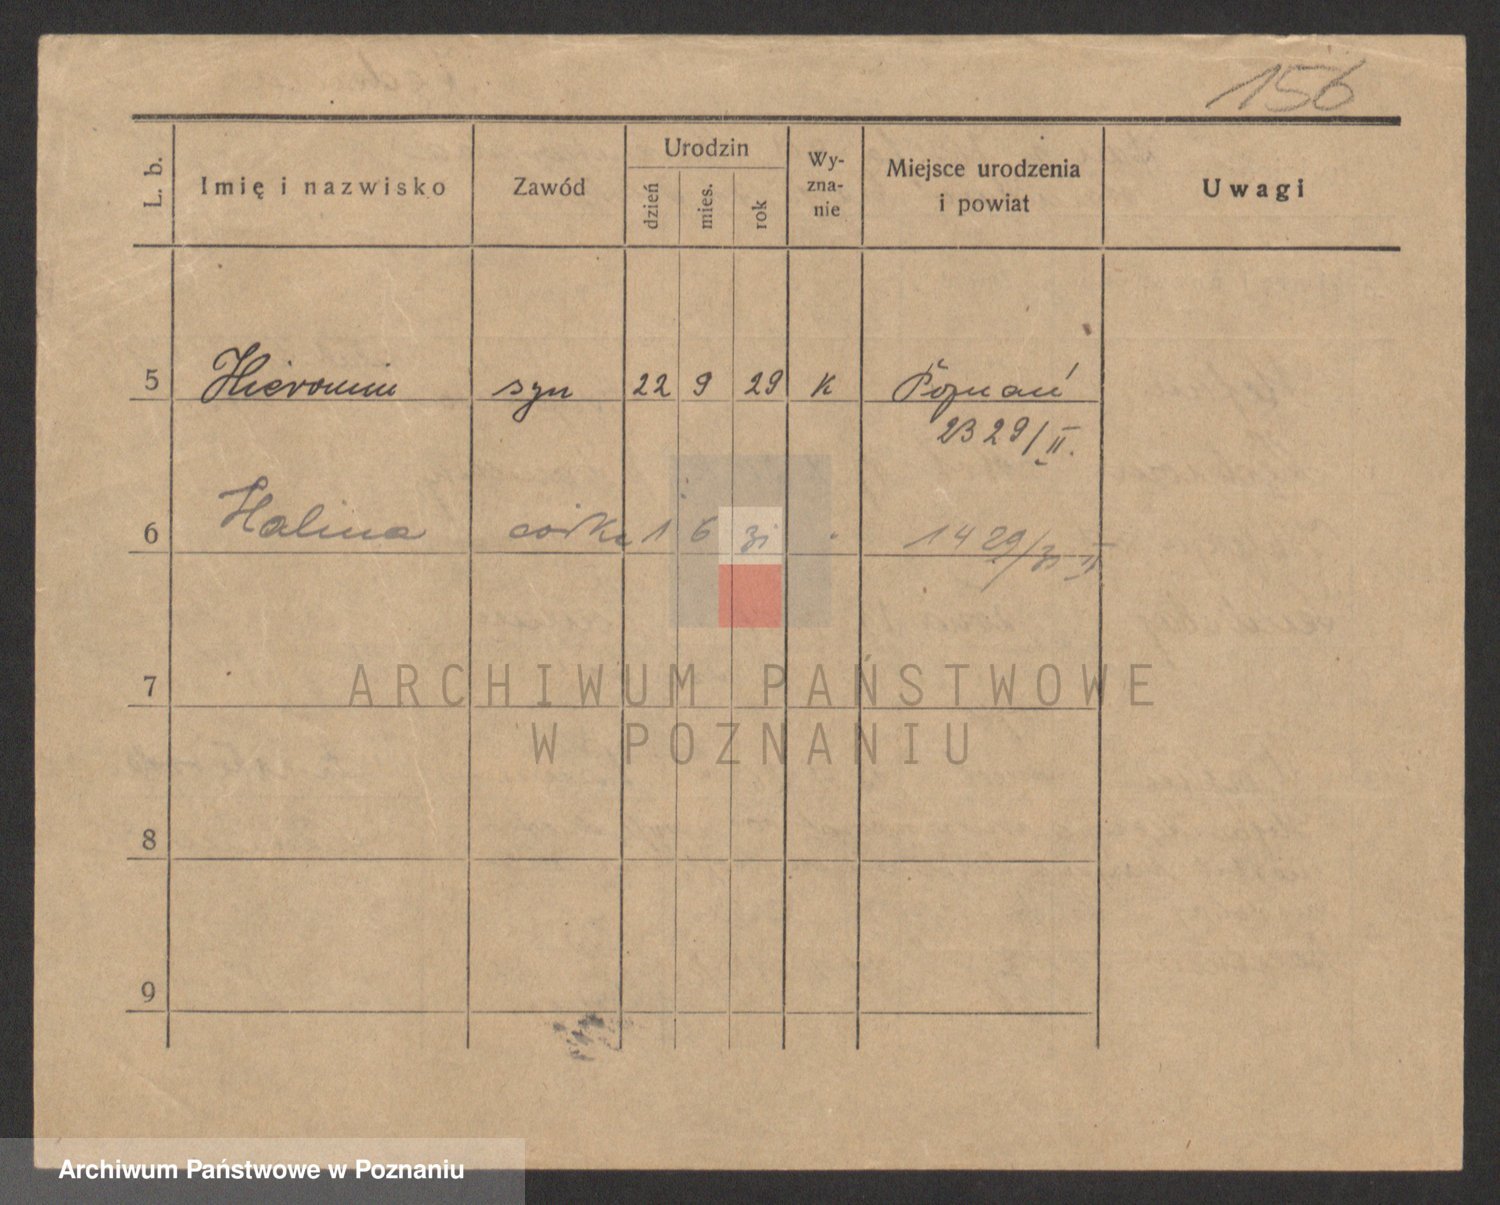 156
L. b.
Imię i nazwisko
Zawód
Urodzin
dzień
mies.
rok
Wy-
zna-
nie
Miejsce urodzenia
i powiat
Uwagi
5 Hieronim syn 22 9 29 K Poznań
2329/II.
6 Halina córka 1 6 31 1429/31 II
7
8
9
ARCHIWUM PAŃSTWOWE
W POZNANIU
Archiwum Państwowe w Poznaniu